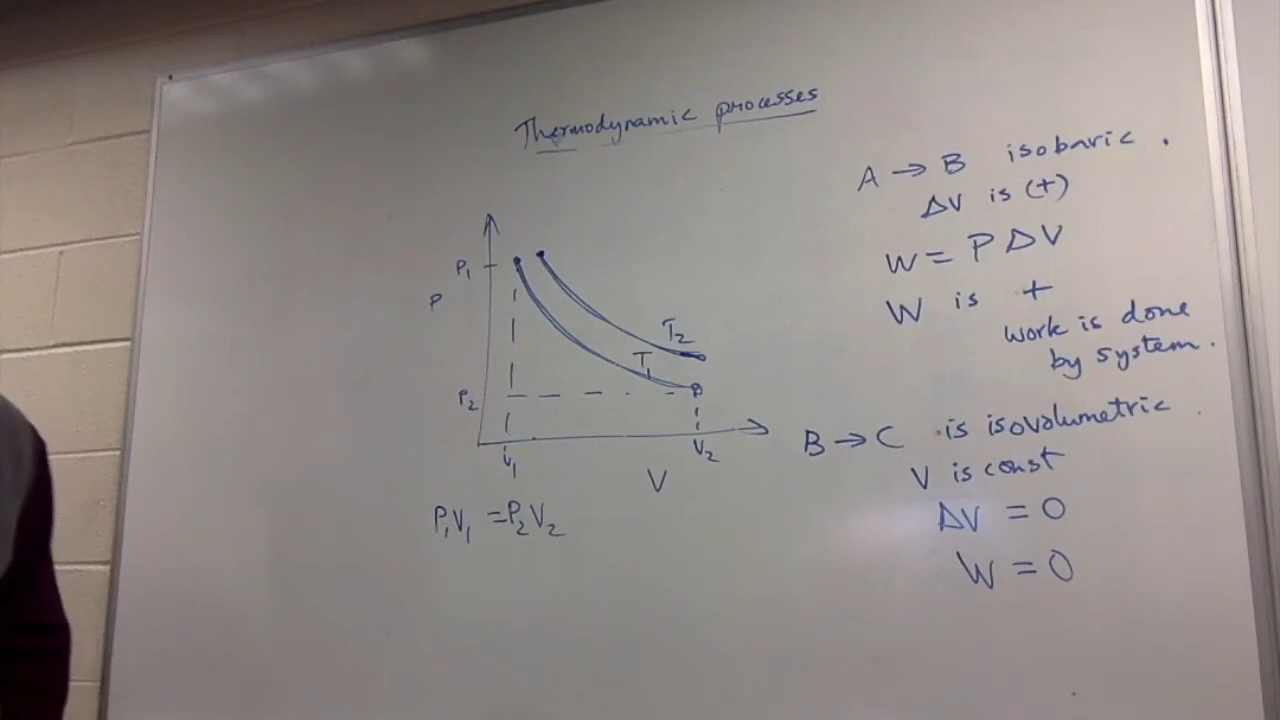 Thermodynamic processes
P₁
P
P₂
T₂
T₁
V₁
V₂
V
P₁V₁ = P₂V₂
A → B isobaric.
ΔV is (+)
W = P ΔV
W is +
work is done
by system.
B → C is isovolumetric
V is const
ΔV = 0
W = 0